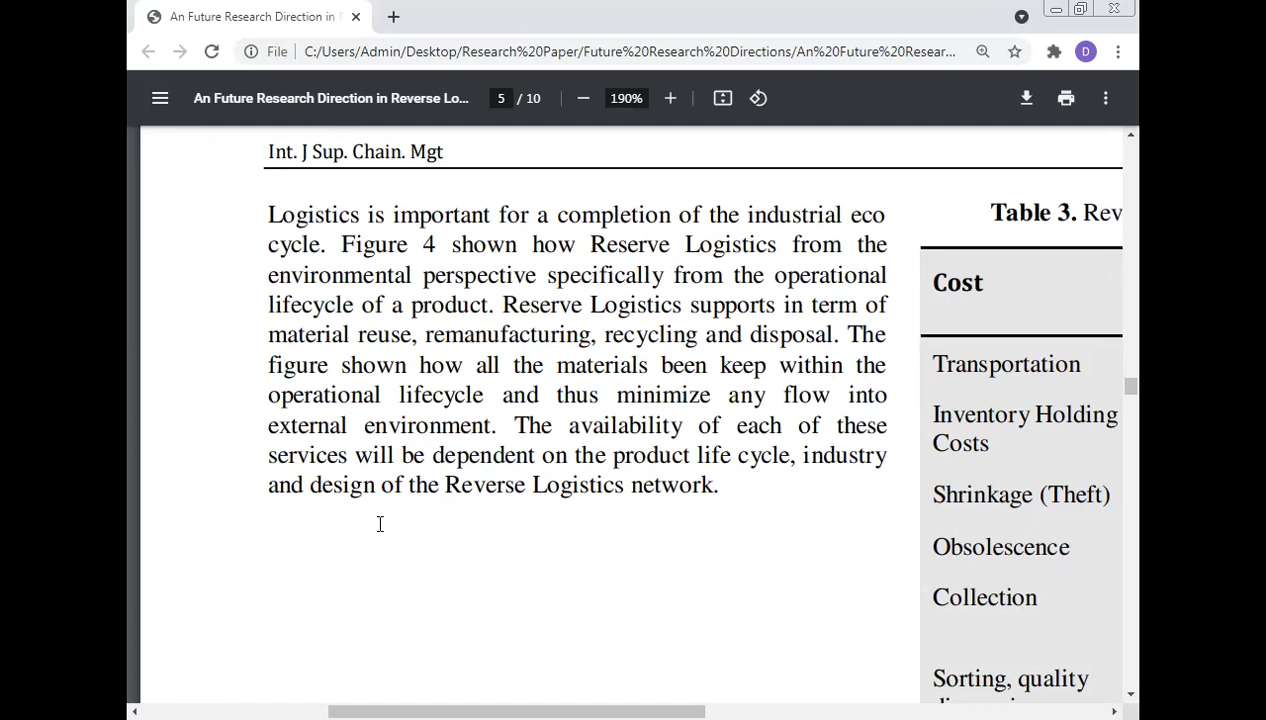 An Future Research Direction in R
File C:/Users/Admin/Desktop/Research%20Paper/Future%20Research%20Directions/An%20Future%20Resear...
D
An Future Research Direction in Reverse Lo...
5 / 10
190%
Int. J Sup. Chain. Mgt
Logistics is important for a completion of the industrial eco
cycle. Figure 4 shown how Reserve Logistics from the
environmental perspective specifically from the operational
lifecycle of a product. Reserve Logistics supports in term of
material reuse, remanufacturing, recycling and disposal. The
figure shown how all the materials been keep within the
operational lifecycle and thus minimize any flow into
external environment. The availability of each of these
services will be dependent on the product life cycle, industry
and design of the Reverse Logistics network.
Table 3. Rev
Cost
Transportation
Inventory Holding
Costs
Shrinkage (Theft)
Obsolescence
Collection
Sorting, quality